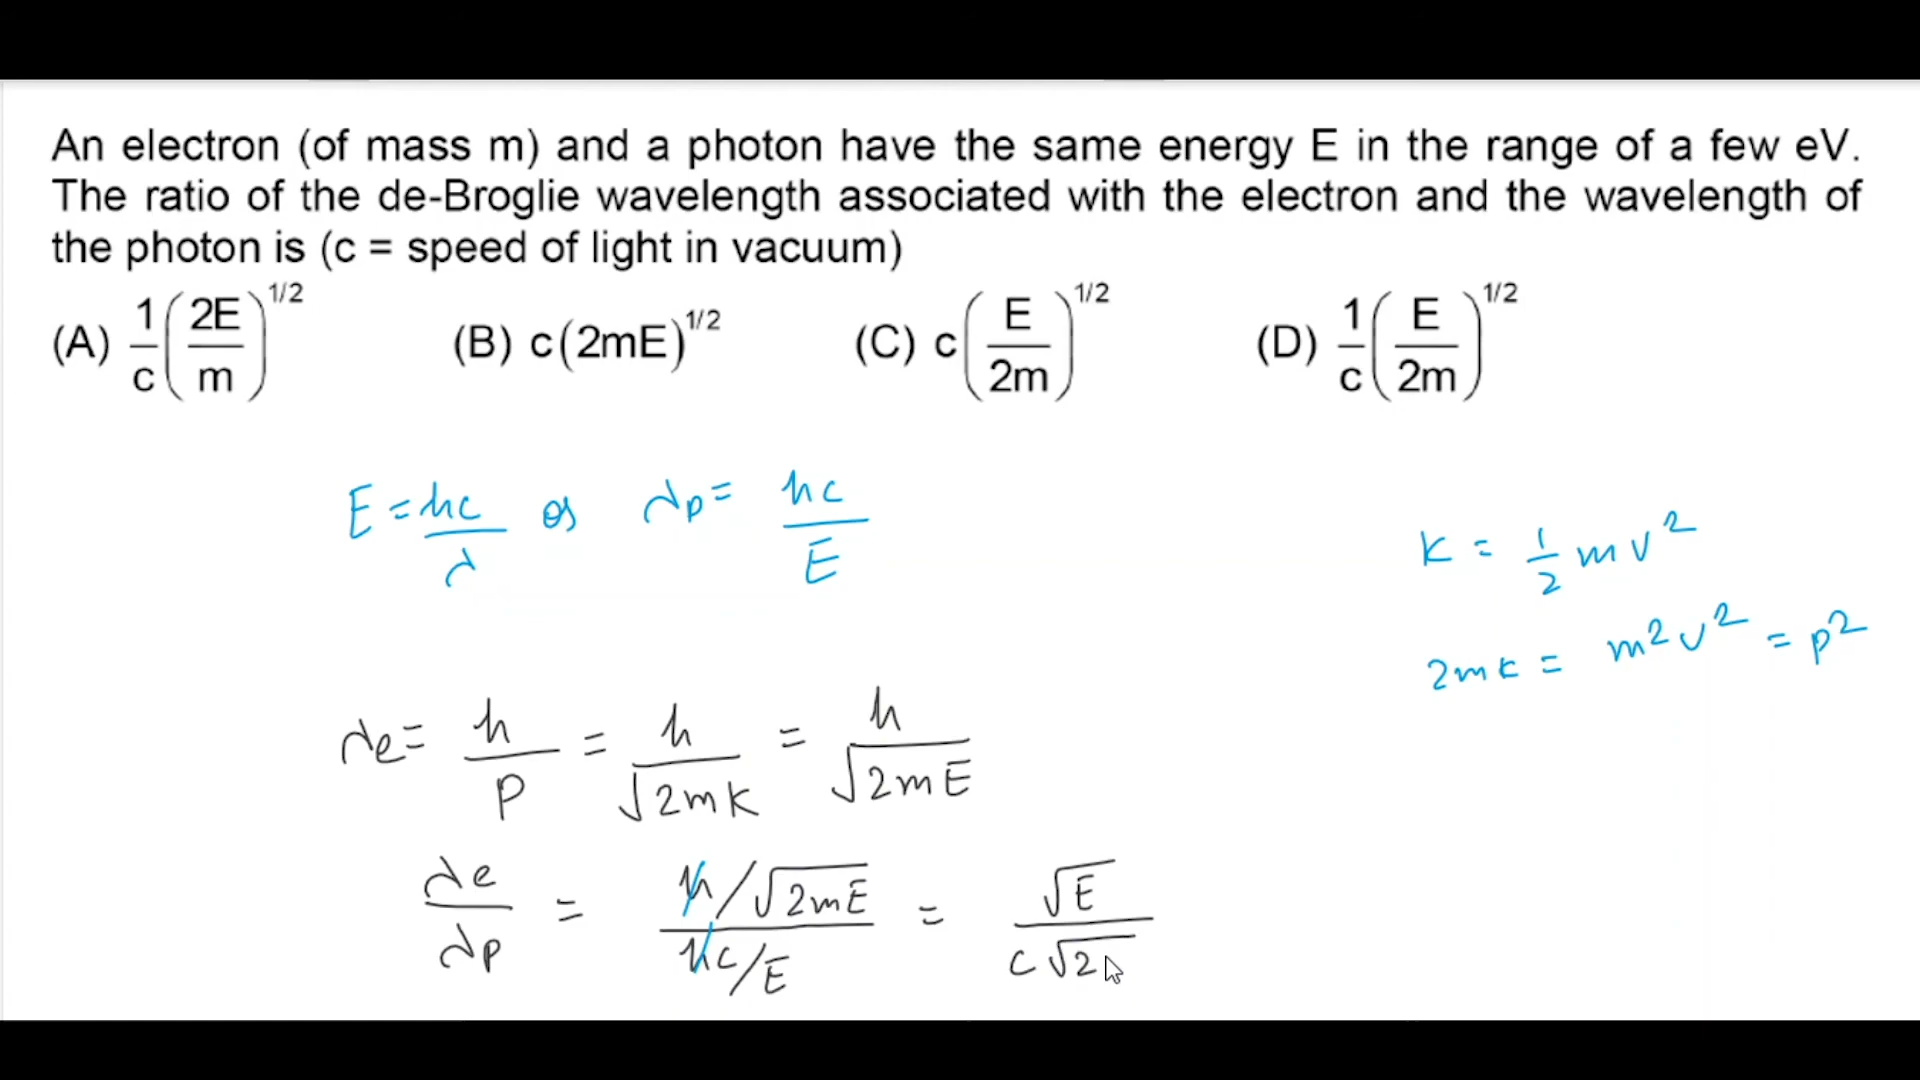 An electron (of mass m) and a photon have the same energy E in the range of a few eV.
The ratio of the de-Broglie wavelength associated with the electron and the wavelength of
the photon is (c = speed of light in vacuum)
(A) 1/c (2E/m)^1/2 (B) c(2mE)^1/2 (C) c(E/2m)^1/2 (D) 1/c (E/2m)^1/2
E = hc/λ or λp = hc/E
K = 1/2 mv²
2mK = m²v² = p²
λe = h/P = h/√2mK = h/√2mE
λe/λp = (h/√2mE)/(hc/E) = √E/c√2